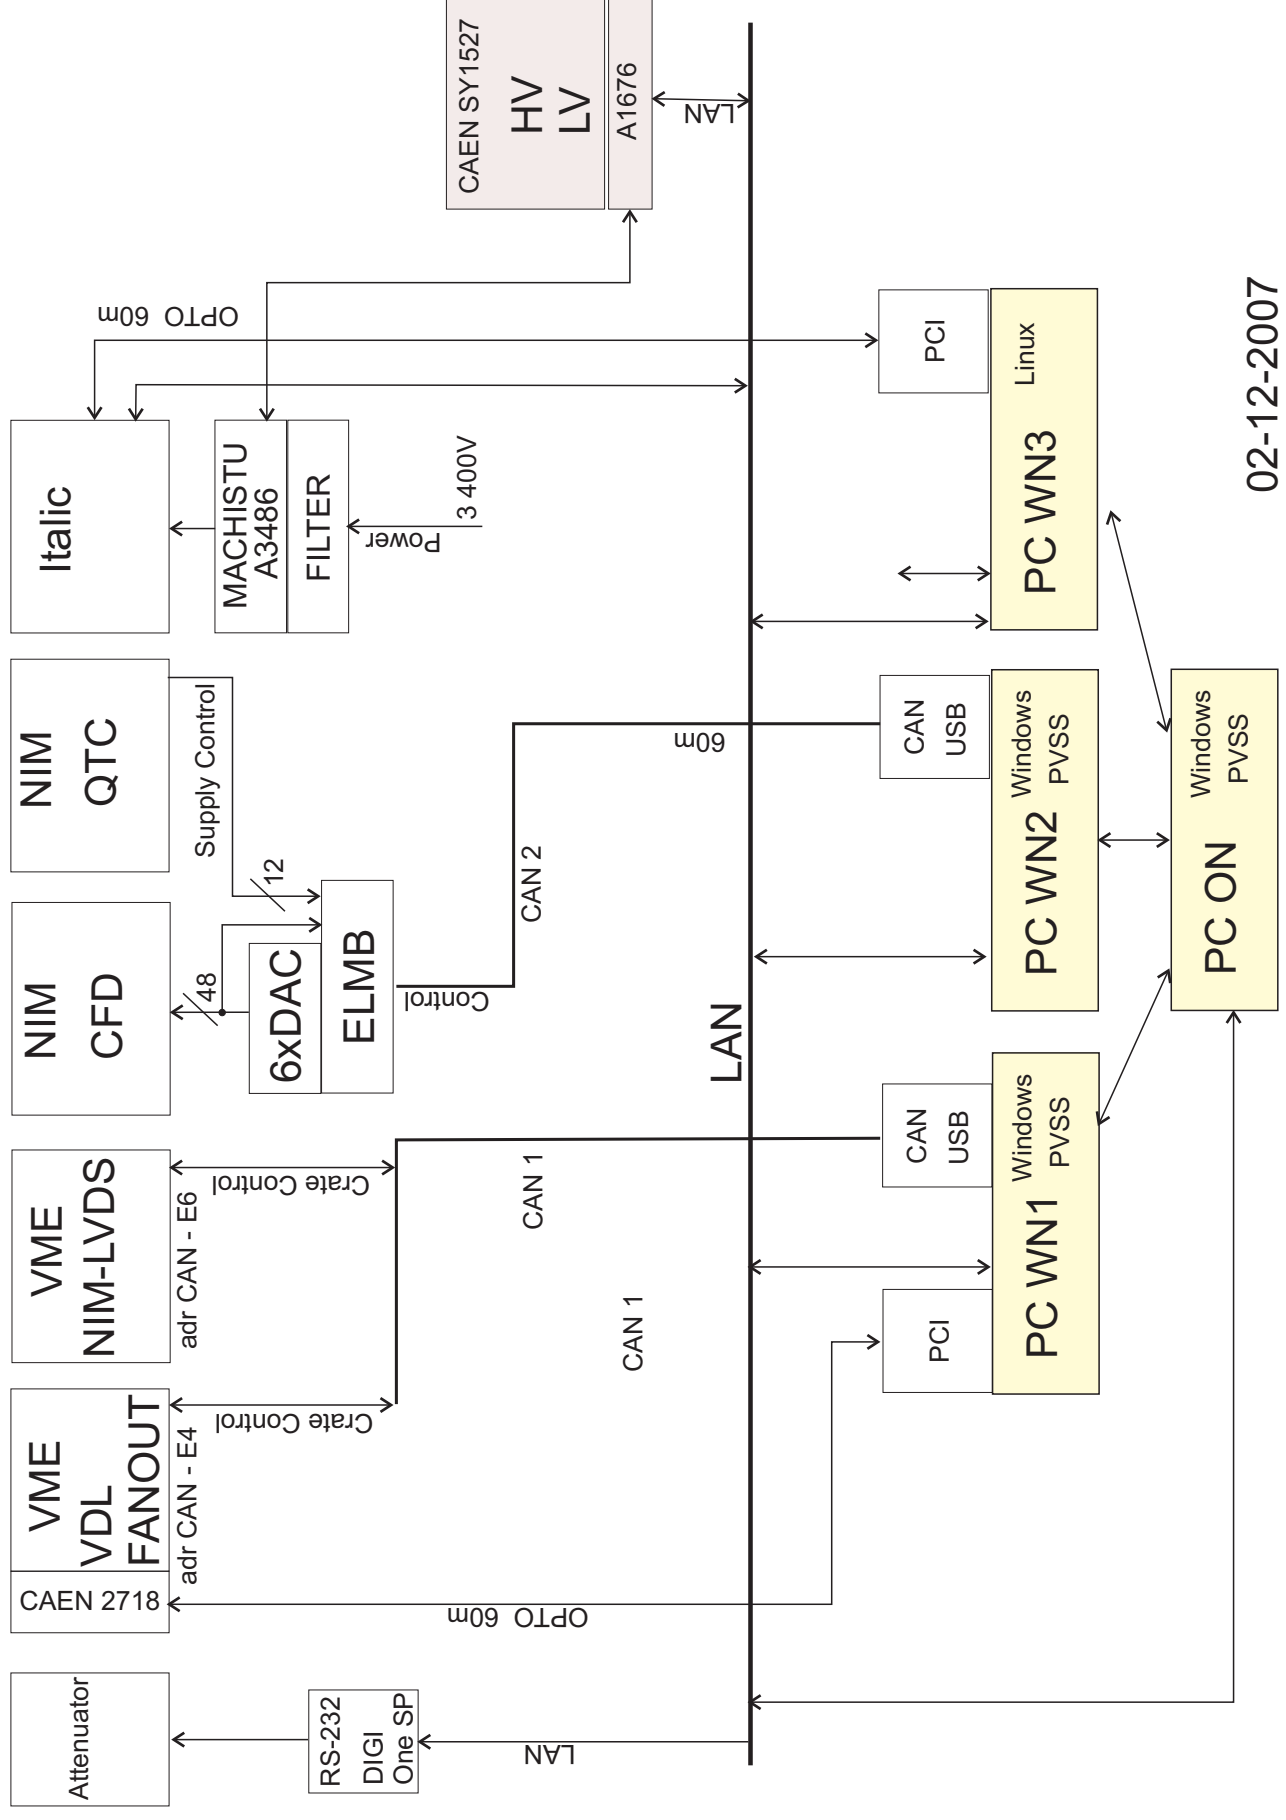 Attenuator
RS-232
DIGI
One SP
LAN
CAEN 2718
VME
VDL
FANOUT
adr CAN - E4
Crate Control
OPTO 60m
VME
NIM-LVDS
adr CAN - E6
Crate Control
CAN 1
CAN 1
NIM
CFD
48
6xDAC
ELMB
Control
CAN 2
NIM
QTC
Supply Control
12
60m
Italic
MACHISTU
A3486
FILTER
Power
3 400V
OPTO 60m
CAEN SY1527
HV
LV
A1676
LAN
LAN
PCI
CAN
USB
PC WN1
Windows
PVSS
CAN
USB
PC WN2
Windows
PVSS
PCI
PC WN3
Linux
PC ON
Windows
PVSS
02-12-2007